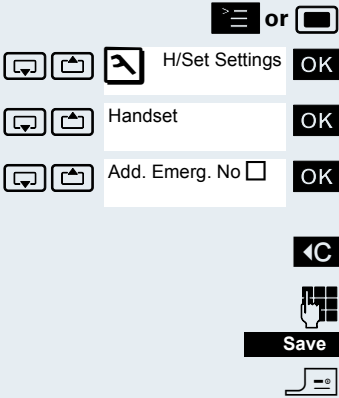 or
H/Set Settings OK
Handset OK
Add. Emerg. No OK
C
Save